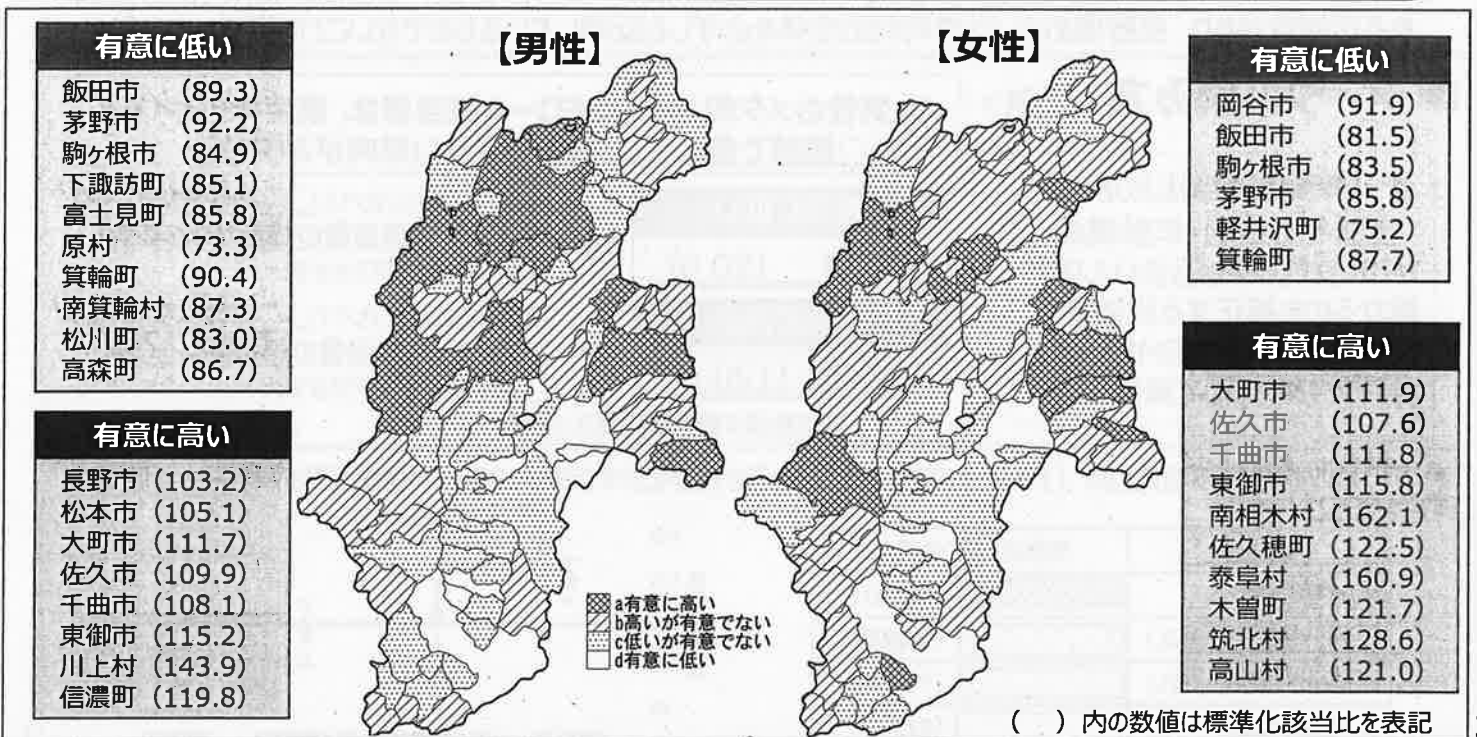 有意に低い
飯田市 (89.3)
茅野市 (92.2)
駒ヶ根市 (84.9)
下諏訪町 (85.1)
富士見町 (85.8)
原村 (73.3)
箕輪町 (90.4)
南箕輪村 (87.3)
松川町 (83.0)
高森町 (86.7)
有意に高い
長野市 (103.2)
松本市 (105.1)
大町市 (111.7)
佐久市 (109.9)
千曲市 (108.1)
東御市 (115.2)
川上村 (143.9)
信濃町 (119.8)
【男性】
【女性】
a有意に高い
b高いが有意でない
c低いが有意でない
d有意に低い
有意に低い
岡谷市 (91.9)
飯田市 (81.5)
駒ヶ根市 (83.5)
茅野市 (85.8)
軽井沢町 (75.2)
箕輪町 (87.7)
有意に高い
大町市 (111.9)
佐久市 (107.6)
千曲市 (111.8)
東御市 (115.8)
南相木村 (162.1)
佐久穂町 (122.5)
泰阜村 (160.9)
木曽町 (121.7)
筑北村 (128.6)
高山村 (121.0)
( )内の数値は標準化該当比を表記